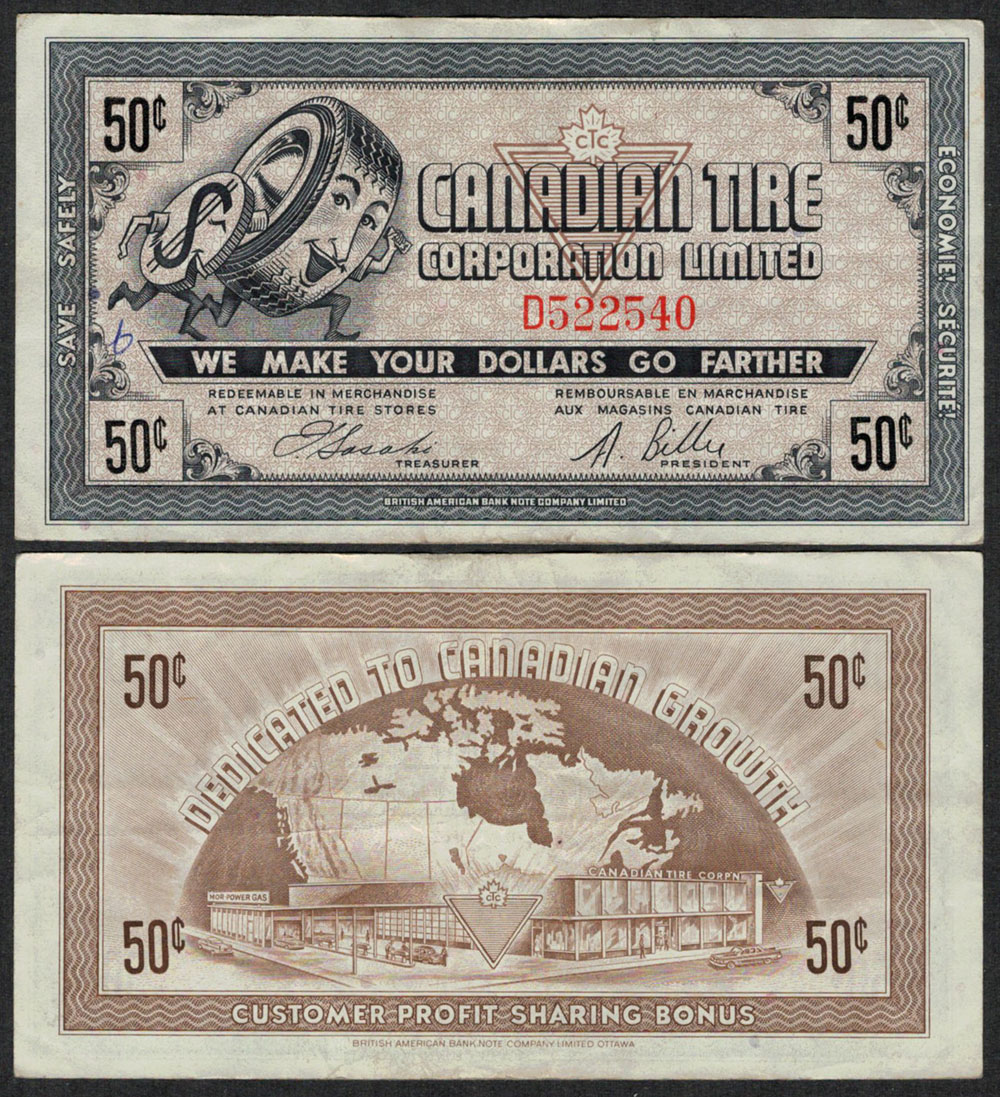 50¢
50¢
CTC
CANADIAN TIRE
CORPORATION LIMITED
$
D522540
SAVE SAFELY
ÉCONOMIE! SÉCURITÉ!
6
WE MAKE YOUR DOLLARS GO FARTHER
REDEEMABLE IN MERCHANDISE
AT CANADIAN TIRE STORES
REMBOURSABLE EN MARCHANDISE
AUX MAGASINS CANADIAN TIRE
50¢
50¢
TREASURER
A. Billes
PRESIDENT
BRITISH AMERICAN BANK NOTE COMPANY LIMITED
50¢
50¢
DEDICATED TO CANADIAN GROWTH
CANADIAN TIRE CORPN
MOR-POWER GAS
CTC
50¢
50¢
CUSTOMER PROFIT SHARING BONUS
BRITISH AMERICAN BANK NOTE COMPANY LIMITED OTTAWA